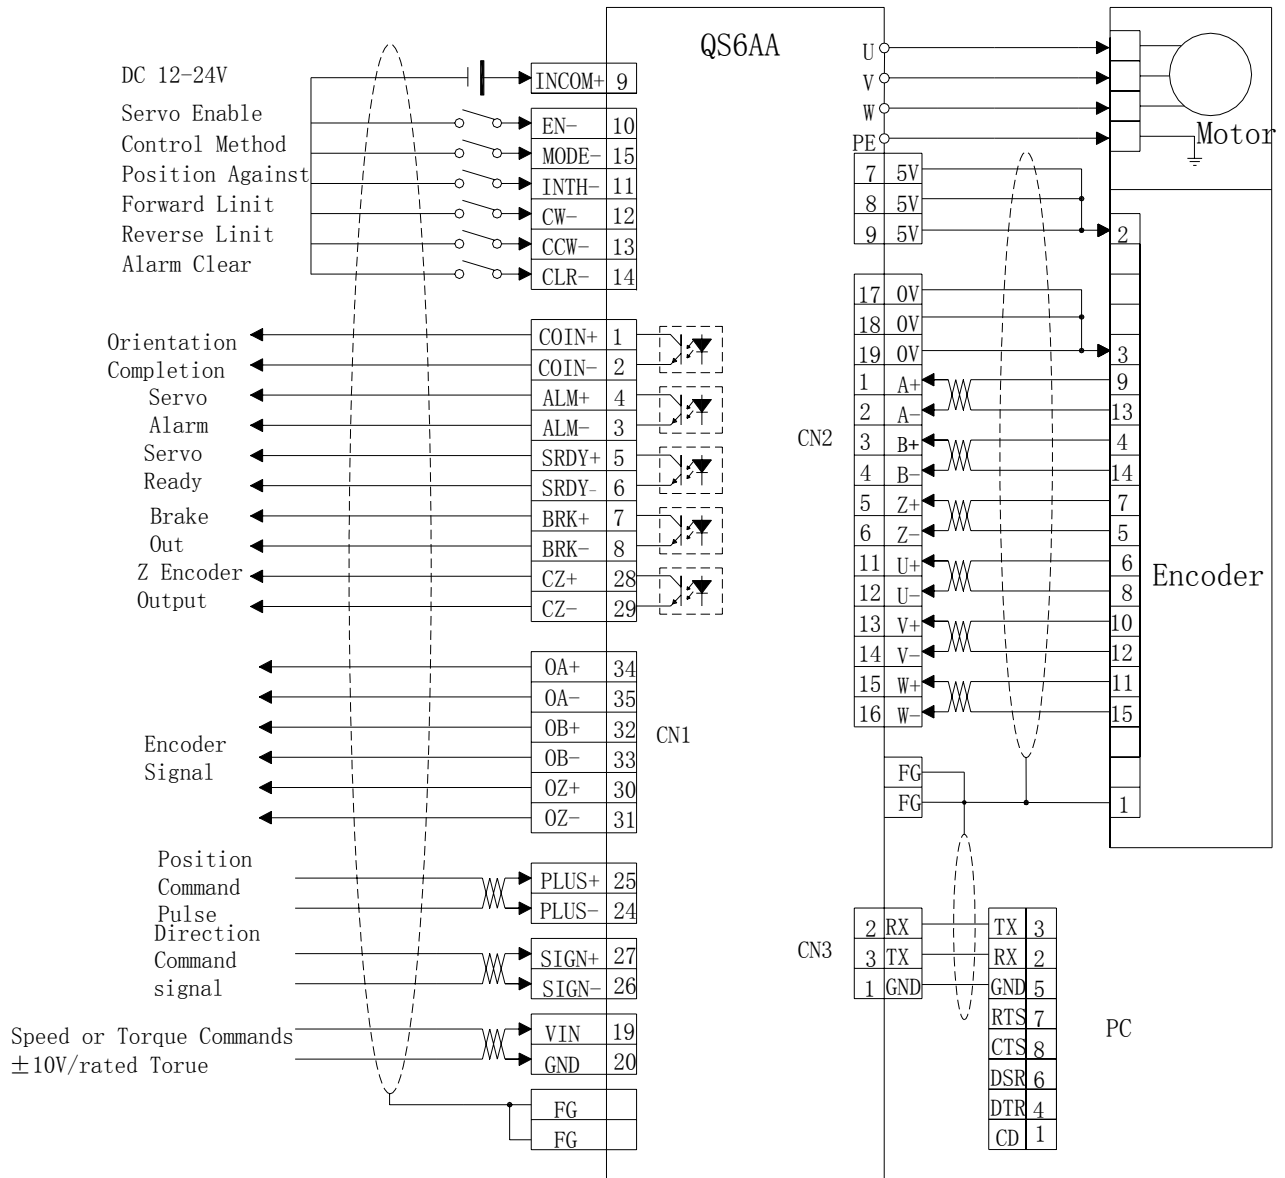 QS6AA
DC 12-24V
INCOM+ 9
Servo Enable
EN- 10
Control Method
MODE- 15
Position Against
INTH- 11
Forward Linit
CW- 12
Reverse Linit
CCW- 13
Alarm Clear
CLR- 14
Orientation
Completion
COIN+ 1
COIN- 2
Servo
Alarm
ALM+ 4
ALM- 3
Servo
Ready
SRDY+ 5
SRDY- 6
Brake
Out
BRK+ 7
BRK- 8
Z Encoder
Output
CZ+ 28
CZ- 29
OA+ 34
OA- 35
OB+ 32
OB- 33
OZ+ 30
OZ- 31
Encoder
Signal
CN1
Position
Command
Pulse
PLUS+ 25
PLUS- 24
Direction
Command
signal
SIGN+ 27
SIGN- 26
Speed or Torque Commands
±10V/rated Torue
VIN 19
GND 20
FG
FG
U
V
W
PE
Motor
7 5V
8 5V
9 5V
2
17 0V
18 0V
19 0V
3
CN2
1 A+ 9
2 A- 13
3 B+ 4
4 B- 14
5 Z+ 7
6 Z- 5
11 U+ 6
12 U- 8
13 V+ 10
14 V- 12
15 W+ 11
16 W- 15
Encoder
FG
FG 1
CN3
2 RX TX 3
3 TX RX 2
1 GND GND 5
RTS 7
CTS 8
DSR 6
DTR 4
CD 1
PC